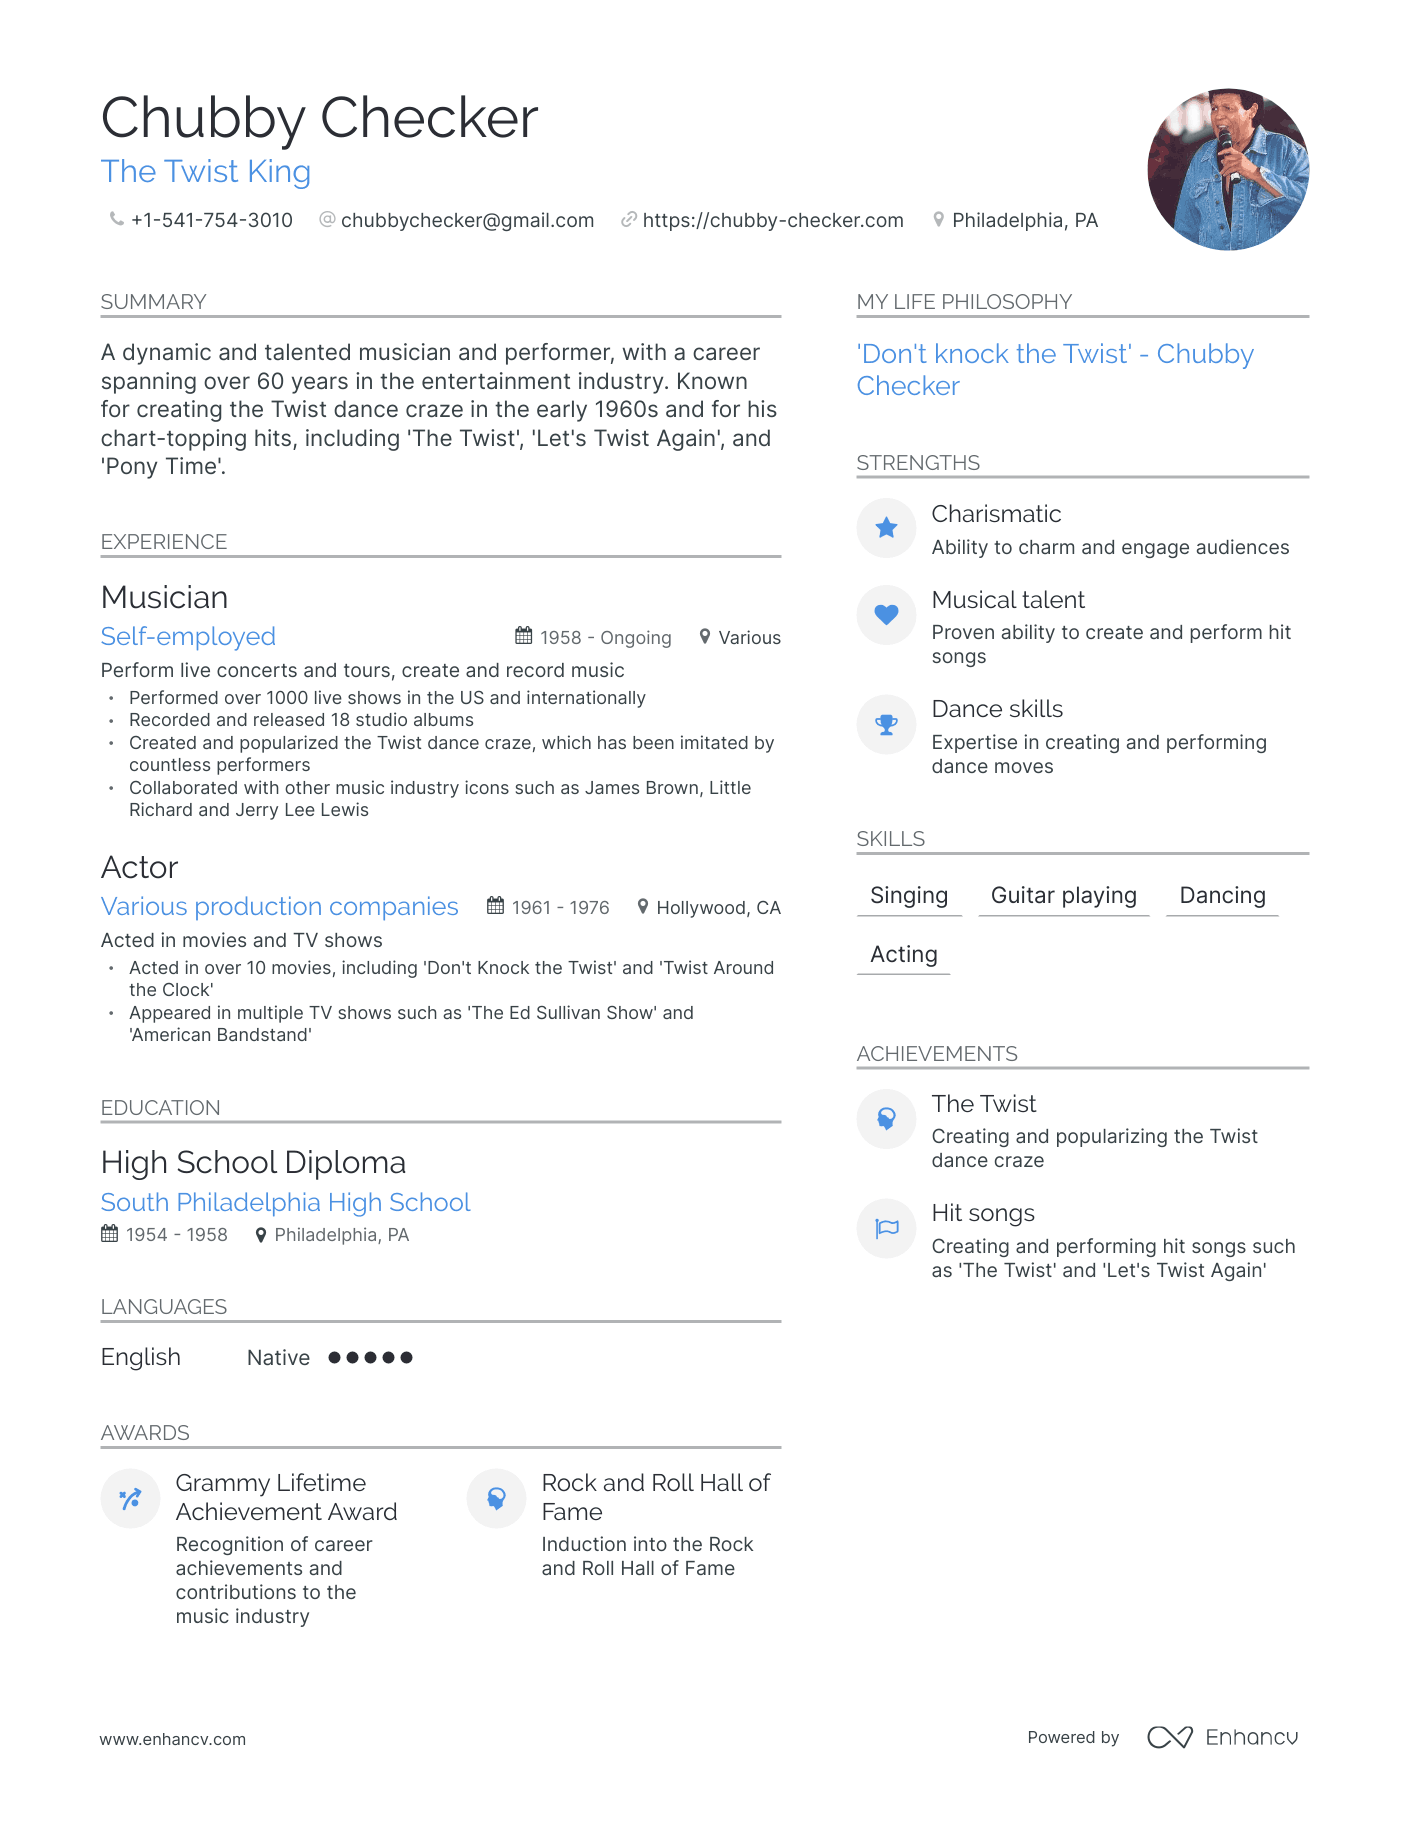 Chubby Checker
The Twist King
+1-541-754-3010 @ chubbychecker@gmail.com https://chubby-checker.com Philadelphia, PA
SUMMARY
A dynamic and talented musician and performer, with a career
spanning over 60 years in the entertainment industry. Known
for creating the Twist dance craze in the early 1960s and for his
chart-topping hits, including 'The Twist', 'Let's Twist Again', and
'Pony Time'.
EXPERIENCE
Musician
Self-employed 1958 - Ongoing Various
Perform live concerts and tours, create and record music
• Performed over 1000 live shows in the US and internationally
• Recorded and released 18 studio albums
• Created and popularized the Twist dance craze, which has been imitated by
countless performers
• Collaborated with other music industry icons such as James Brown, Little
Richard and Jerry Lee Lewis
Actor
Various production companies 1961 - 1976 Hollywood, CA
Acted in movies and TV shows
• Acted in over 10 movies, including 'Don't Knock the Twist' and 'Twist Around
the Clock'
• Appeared in multiple TV shows such as 'The Ed Sullivan Show' and
'American Bandstand'
EDUCATION
High School Diploma
South Philadelphia High School
1954 - 1958 Philadelphia, PA
LANGUAGES
English Native
AWARDS
Grammy Lifetime
Achievement Award
Recognition of career
achievements and
contributions to the
music industry
Rock and Roll Hall of
Fame
Induction into the Rock
and Roll Hall of Fame
MY LIFE PHILOSOPHY
'Don't knock the Twist' - Chubby
Checker
STRENGTHS
Charismatic
Ability to charm and engage audiences
Musical talent
Proven ability to create and perform hit
songs
Dance skills
Expertise in creating and performing
dance moves
SKILLS
Singing Guitar playing Dancing
Acting
ACHIEVEMENTS
The Twist
Creating and popularizing the Twist
dance craze
Hit songs
Creating and performing hit songs such
as 'The Twist' and 'Let's Twist Again'
www.enhancv.com
Powered by Enhancv